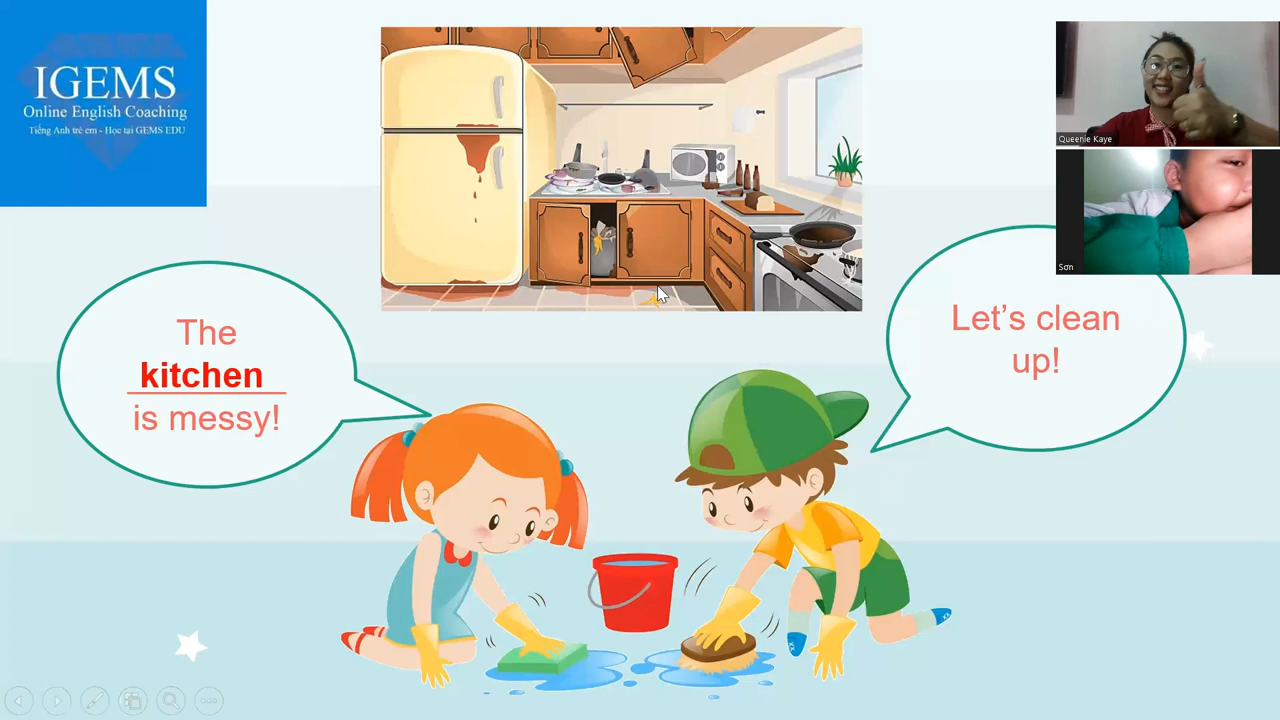 IGEMS
Online English Coaching
Tiếng Anh trẻ em - Học tại GEMS EDU
Queenie Kaye
Sơn
The
kitchen
is messy!
Let's clean
up!